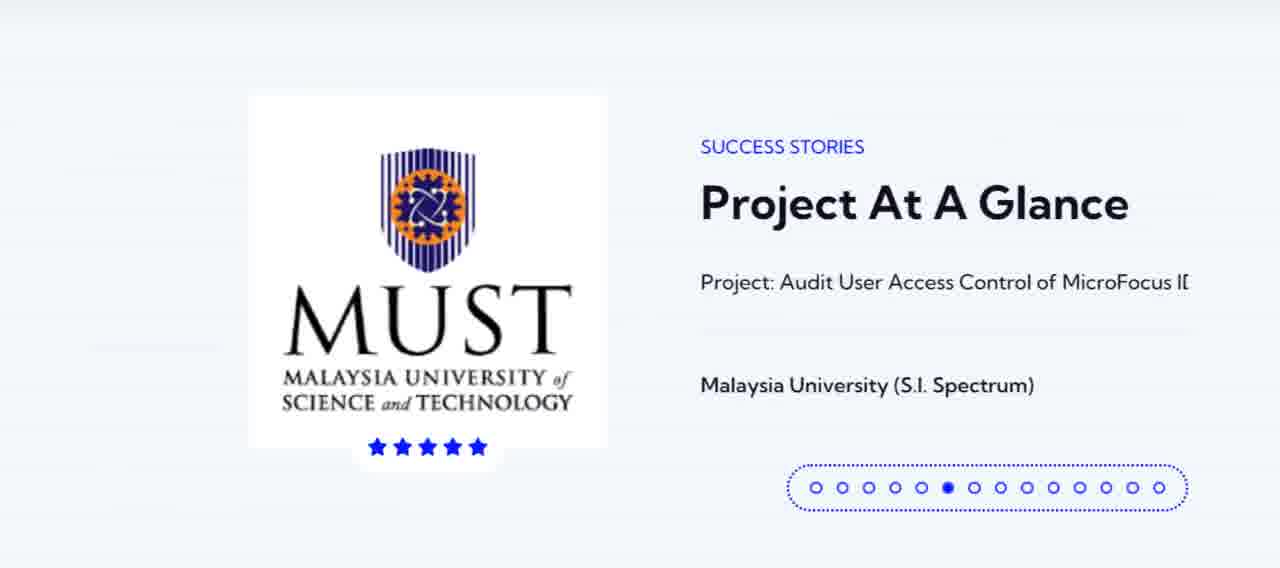 MUST
MALAYSIA UNIVERSITY of
SCIENCE and TECHNOLOGY
SUCCESS STORIES
Project At A Glance
Project: Audit User Access Control of MicroFocus
Malaysia University (S.I. Spectrum)